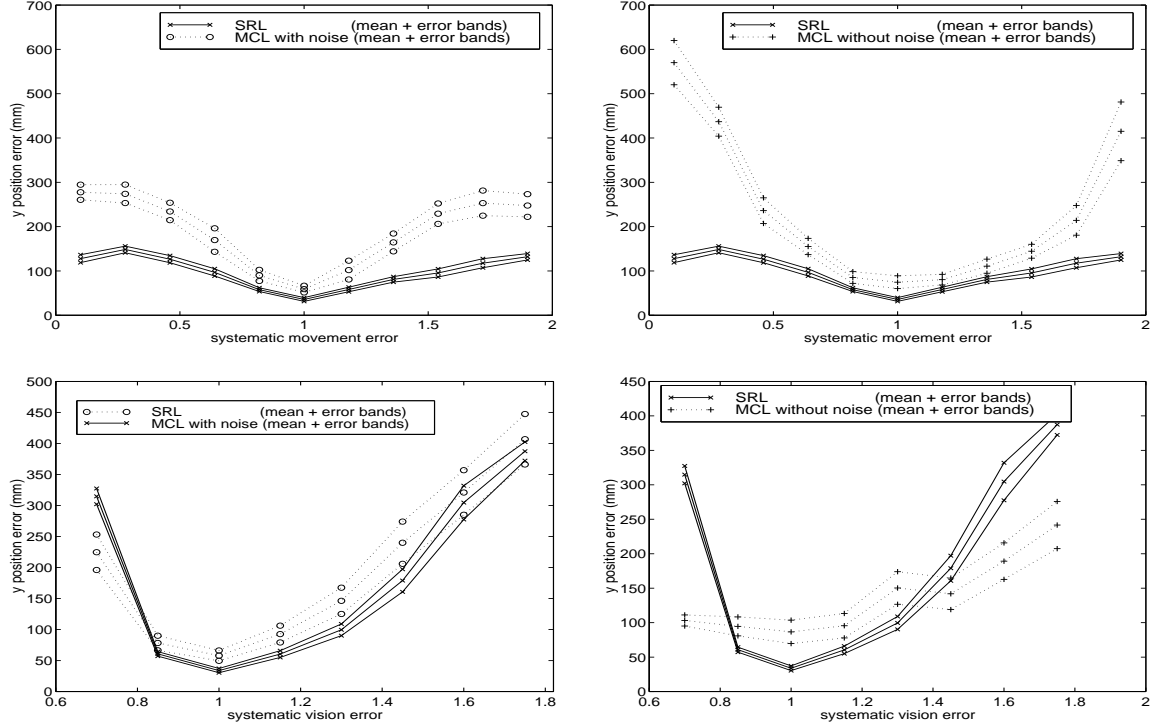 700
600
500
400
300
200
100
0
y position error (mm)
SRL (mean + error bands)
MCL with noise (mean + error bands)
0 0.5 1 1.5 2
systematic movement error
700
600
500
400
300
200
100
0
y position error (mm)
SRL (mean + error bands)
MCL without noise (mean + error bands)
0 0.5 1 1.5 2
systematic movement error
500
450
400
350
300
250
200
150
100
50
0
y position error (mm)
SRL (mean + error bands)
MCL with noise (mean + error bands)
0.6 0.8 1 1.2 1.4 1.6 1.8
systematic vision error
450
400
350
300
250
200
150
100
50
0
y position error (mm)
SRL (mean + error bands)
MCL without noise (mean + error bands)
0.6 0.8 1 1.2 1.4 1.6 1.8 2
systematic vision error